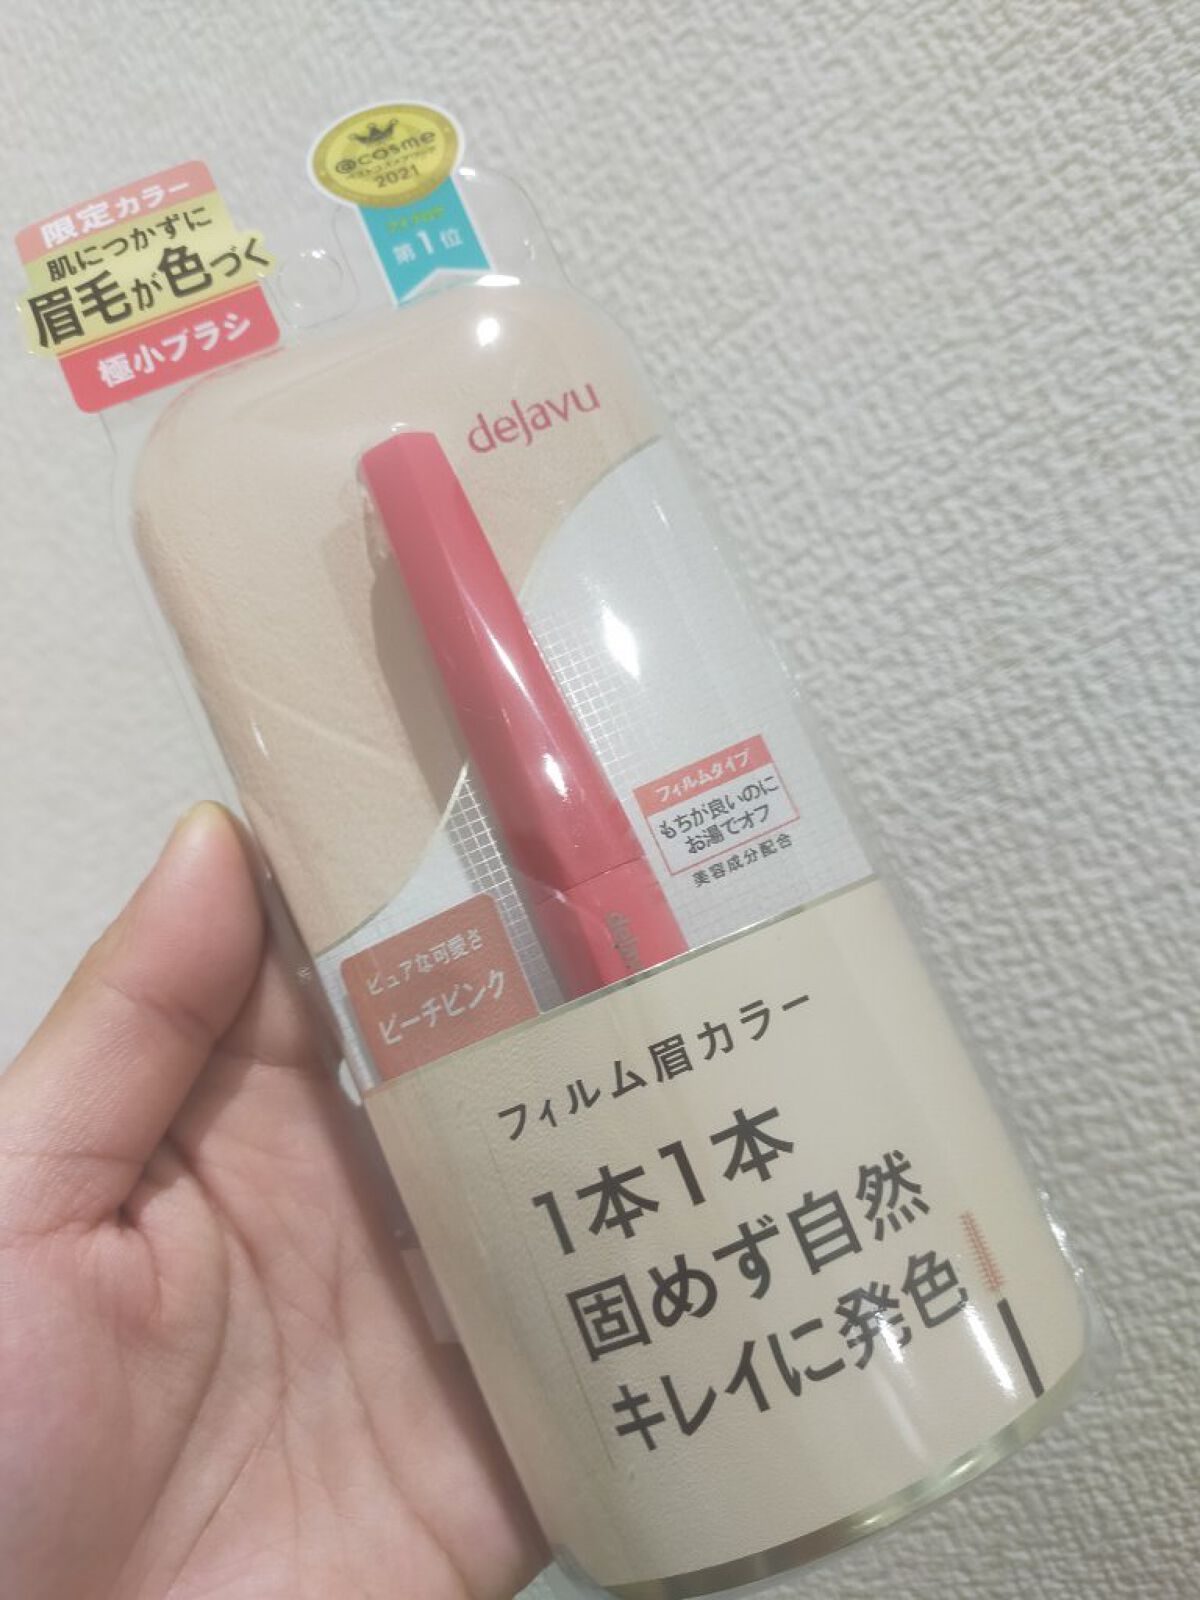 @cosme
2021
第1位
限定カラー
肌につかずに
眉毛が色づく
極小ブラシ
dejavu
フィルムタイプ
もちが良いのに
お湯でオフ
美容成分配合
ピュアな可愛さ
ピーチピンク
フィルム眉カラー
1本1本
固めず自然
キレイに発色